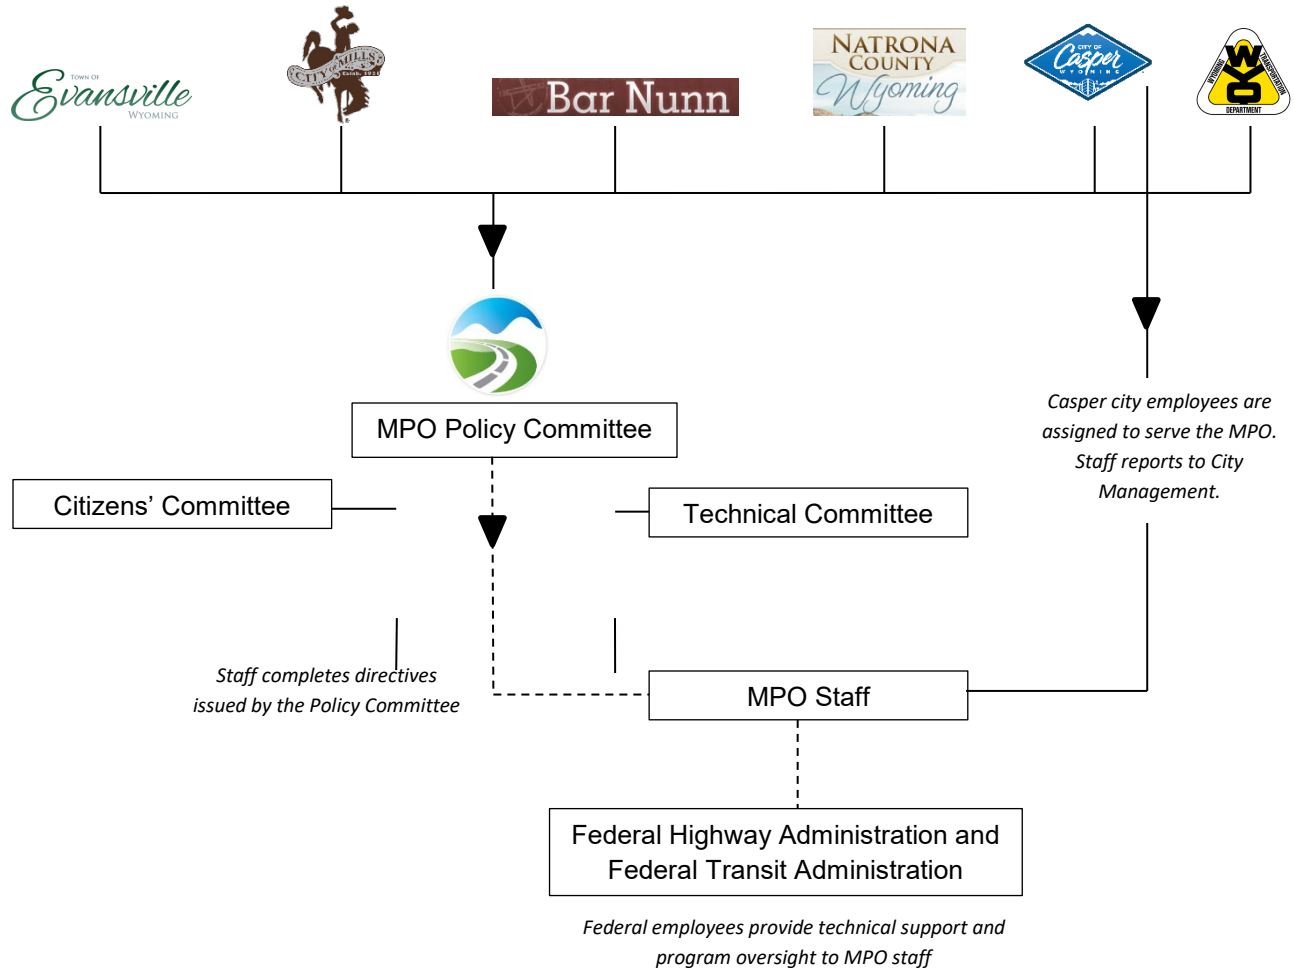 TOWN OF
Evansville
WYOMING
CITY OF MILLS
Estab. 1921
Bar Nunn
NATRONA
COUNTY
Wyoming
CITY OF
Casper
WYOMING
WYOMING
TRANSPORTATION
WYO
DEPARTMENT
MPO Policy Committee
Casper city employees are
assigned to serve the MPO.
Staff reports to City
Management.
Citizens’ Committee
Technical Committee
Staff completes directives
issued by the Policy Committee
MPO Staff
Federal Highway Administration and
Federal Transit Administration
Federal employees provide technical support and
program oversight to MPO staff